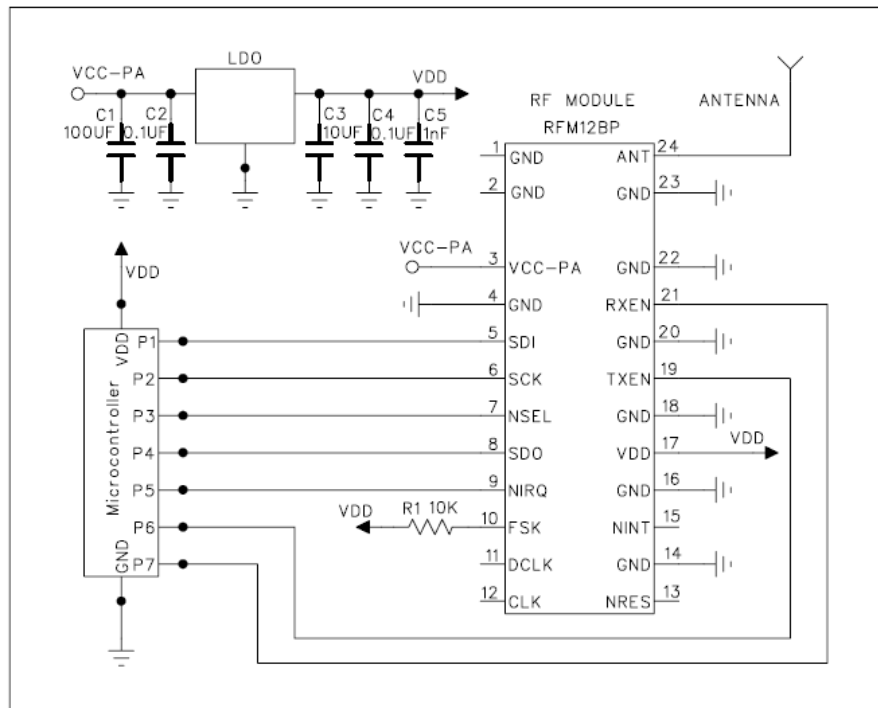 LDO
VCC-PA
VDD
C1
100UF
C2
0.1UF
C3
10UF
C4
0.1UF
C5
1nF
RF MODULE
RFM12BP
ANTENNA
1 GND
2 GND
VCC-PA
3 VCC-PA
4 GND
5 SDI
6 SCK
7 NSEL
8 SDO
9 NIRQ
VDD
R1 10K
10 FSK
11 DCLK
12 CLK
ANT 24
GND 23
GND 22
RXEN 21
GND 20
TXEN 19
GND 18
VDD 17
VDD
GND 16
NINT 15
GND 14
NRES 13
VDD
VDD
Microcontroller
GND
P1
P2
P3
P4
P5
P6
P7